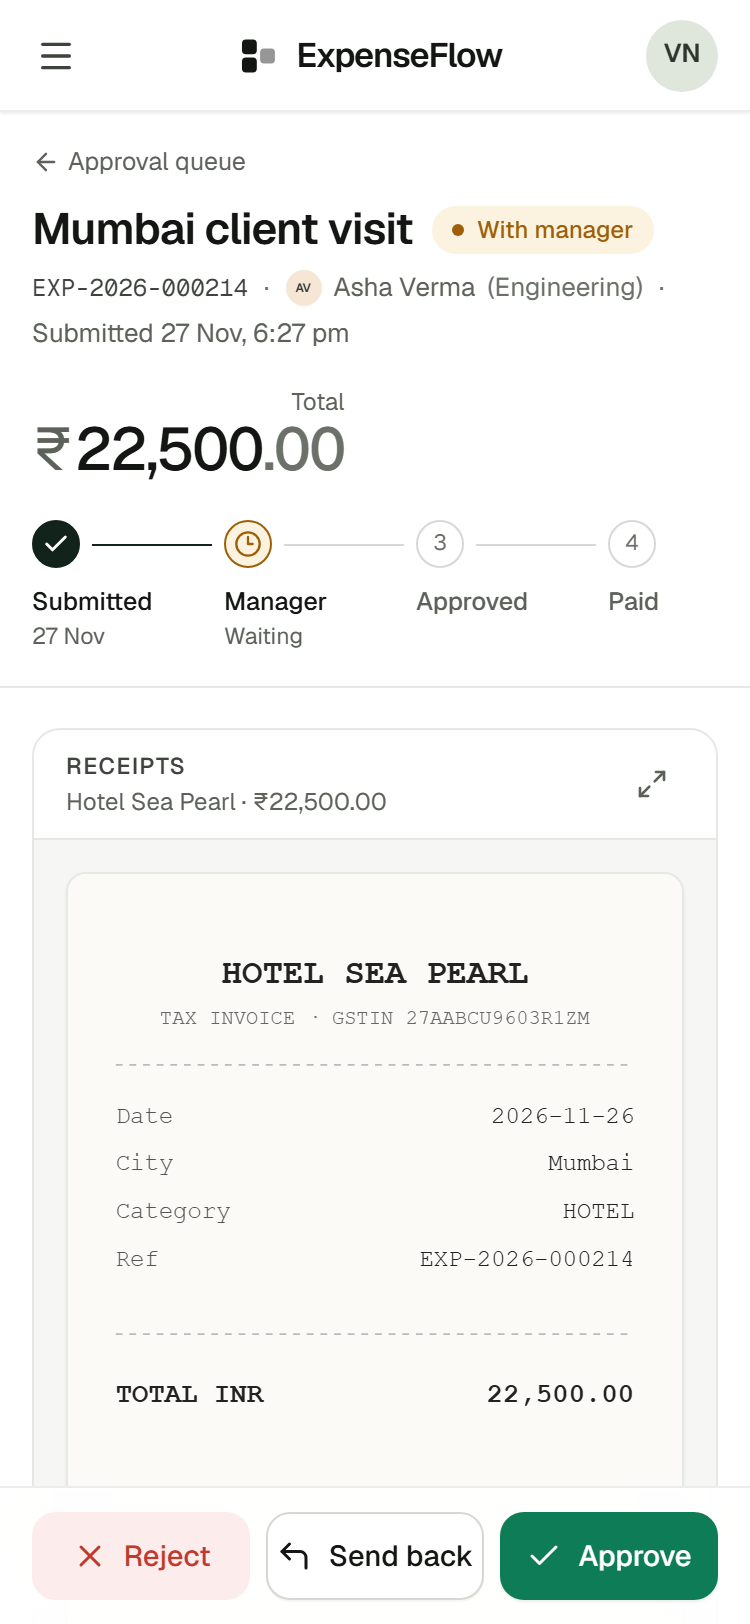 ExpenseFlow
VN
Approval queue
Mumbai client visit
With manager
EXP-2026-000214 · AV Asha Verma (Engineering) ·
Submitted 27 Nov, 6:27 pm
Total
₹22,500.00
3
4
Submitted
Manager
Approved
Paid
27 Nov
Waiting
RECEIPTS
Hotel Sea Pearl · ₹22,500.00
HOTEL SEA PEARL
TAX INVOICE · GSTIN 27AABCU9603R1ZM
Date 2026-11-26
City Mumbai
Category HOTEL
Ref EXP-2026-000214
TOTAL INR 22,500.00
Reject
Send back
Approve